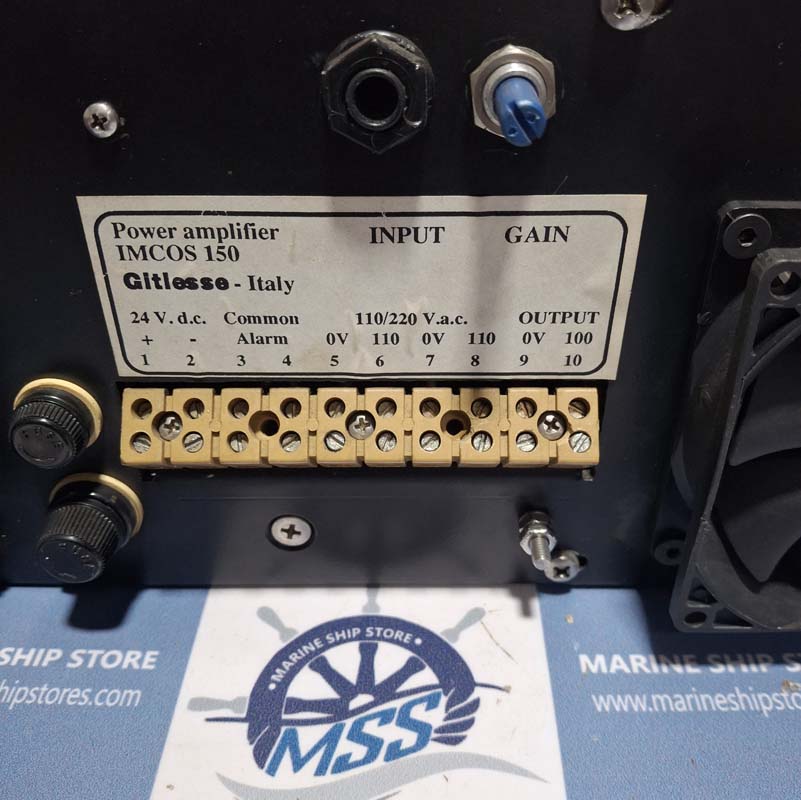 Power amplifier INPUT GAIN
IMCOS 150
Gitiesse - Italy
24 V. d.c. Common 110/220 V.a.c. OUTPUT
+ - Alarm 0V 110 0V 110 0V 100
1 2 3 4 5 6 7 8 9 10
MARINE SHIP STORE
MSS
SHIP STORE
shipstores.com
MARINE SHIP STORE
www.marineshipstor